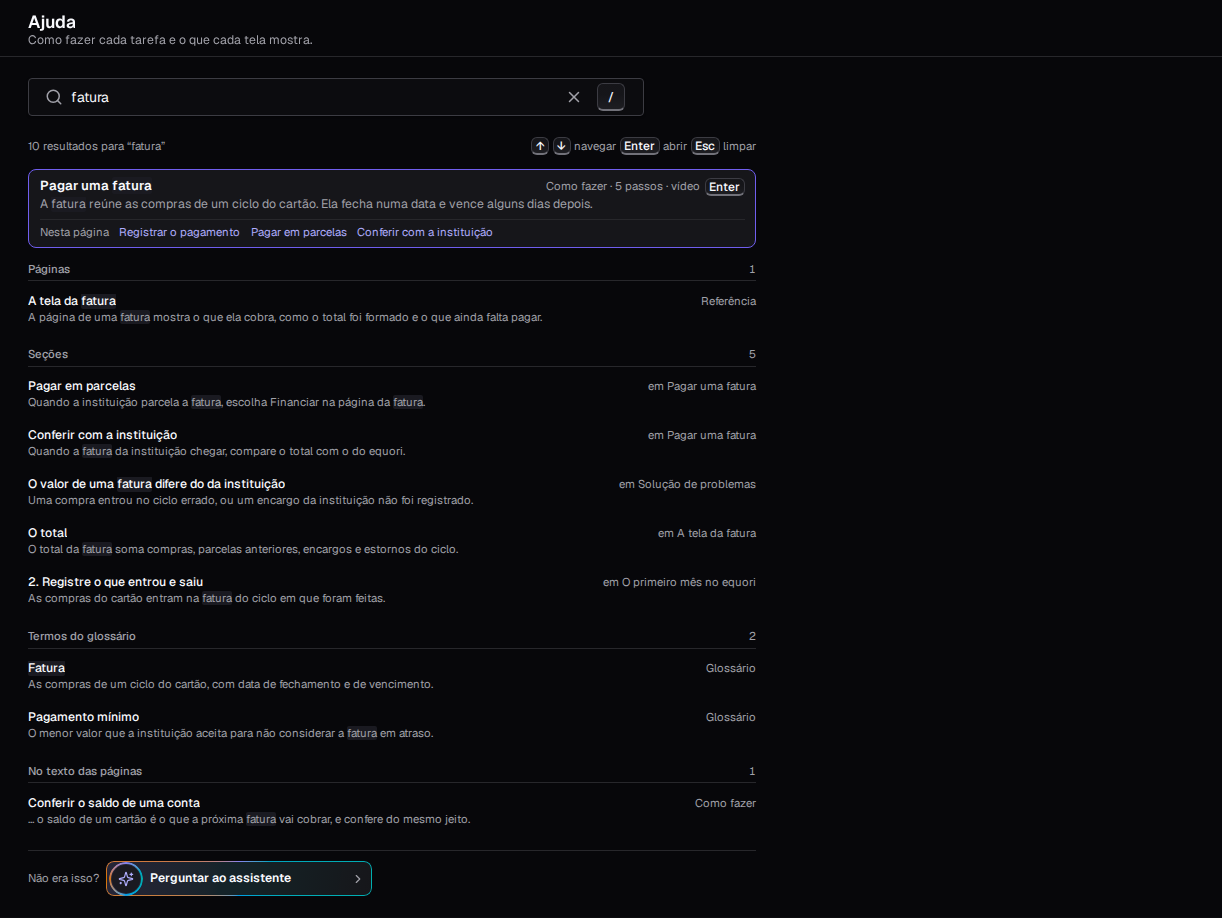 Ajuda
Como fazer cada tarefa e o que cada tela mostra.
fatura /
10 resultados para “fatura” ↑ ↓ navegar Enter abrir Esc limpar
Pagar uma fatura Como fazer · 5 passos · vídeo Enter
A fatura reúne as compras de um ciclo do cartão. Ela fecha numa data e vence alguns dias depois.
Nesta página Registrar o pagamento Pagar em parcelas Conferir com a instituição
Páginas 1
A tela da fatura Referência
A página de uma fatura mostra o que ela cobra, como o total foi formado e o que ainda falta pagar.
Seções 5
Pagar em parcelas em Pagar uma fatura
Quando a instituição parcela a fatura, escolha Financiar na página da fatura.
Conferir com a instituição em Pagar uma fatura
Quando a fatura da instituição chegar, compare o total com o do equori.
O valor de uma fatura difere do da instituição em Solução de problemas
Uma compra entrou no ciclo errado, ou um encargo da instituição não foi registrado.
O total em A tela da fatura
O total da fatura soma compras, parcelas anteriores, encargos e estornos do ciclo.
2. Registre o que entrou e saiu em O primeiro mês no equori
As compras do cartão entram na fatura do ciclo em que foram feitas.
Termos do glossário 2
Fatura Glossário
As compras de um ciclo do cartão, com data de fechamento e de vencimento.
Pagamento mínimo Glossário
O menor valor que a instituição aceita para não considerar a fatura em atraso.
No texto das páginas 1
Conferir o saldo de uma conta Como fazer
… o saldo de um cartão é o que a próxima fatura vai cobrar, e confere do mesmo jeito.
Não era isso? Perguntar ao assistente